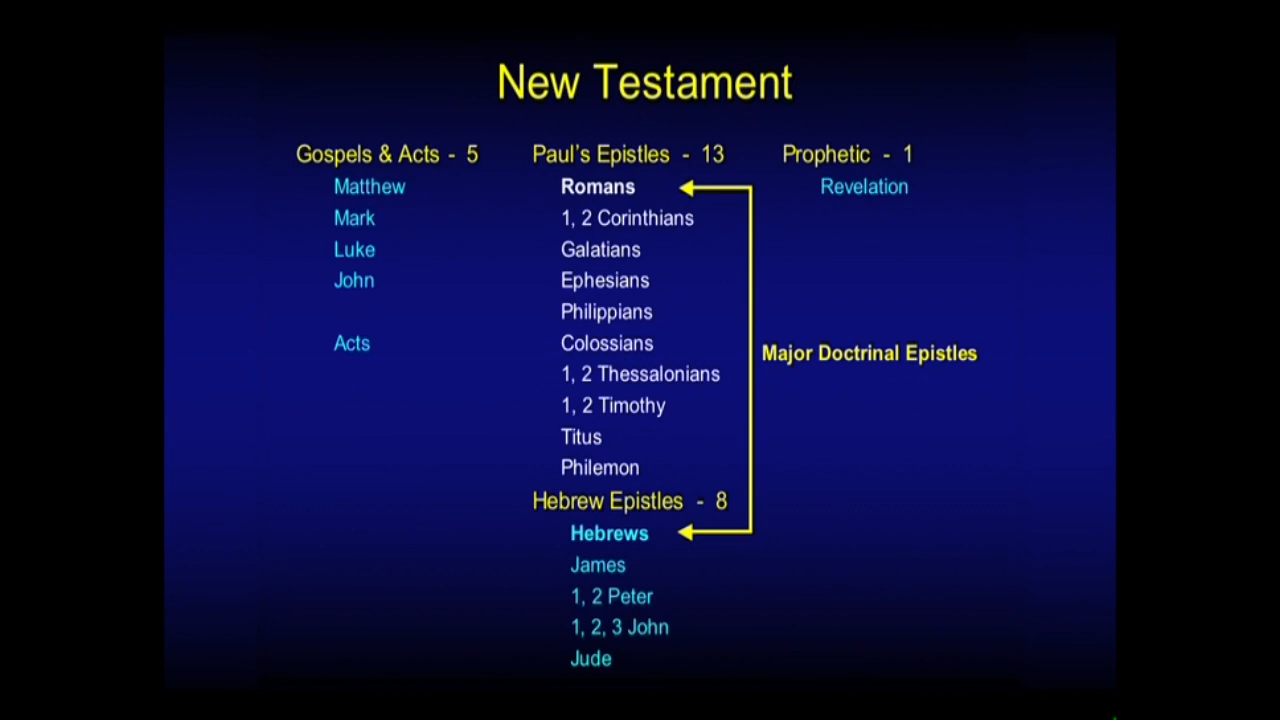 New Testament
Gospels & Acts - 5
Matthew
Mark
Luke
John
Acts
Paul's Epistles - 13
Romans
1, 2 Corinthians
Galatians
Ephesians
Philippians
Colossians
1, 2 Thessalonians
1, 2 Timothy
Titus
Philemon
Hebrew Epistles - 8
Hebrews
James
1, 2 Peter
1, 2, 3 John
Jude
Prophetic - 1
Revelation
Major Doctrinal Epistles